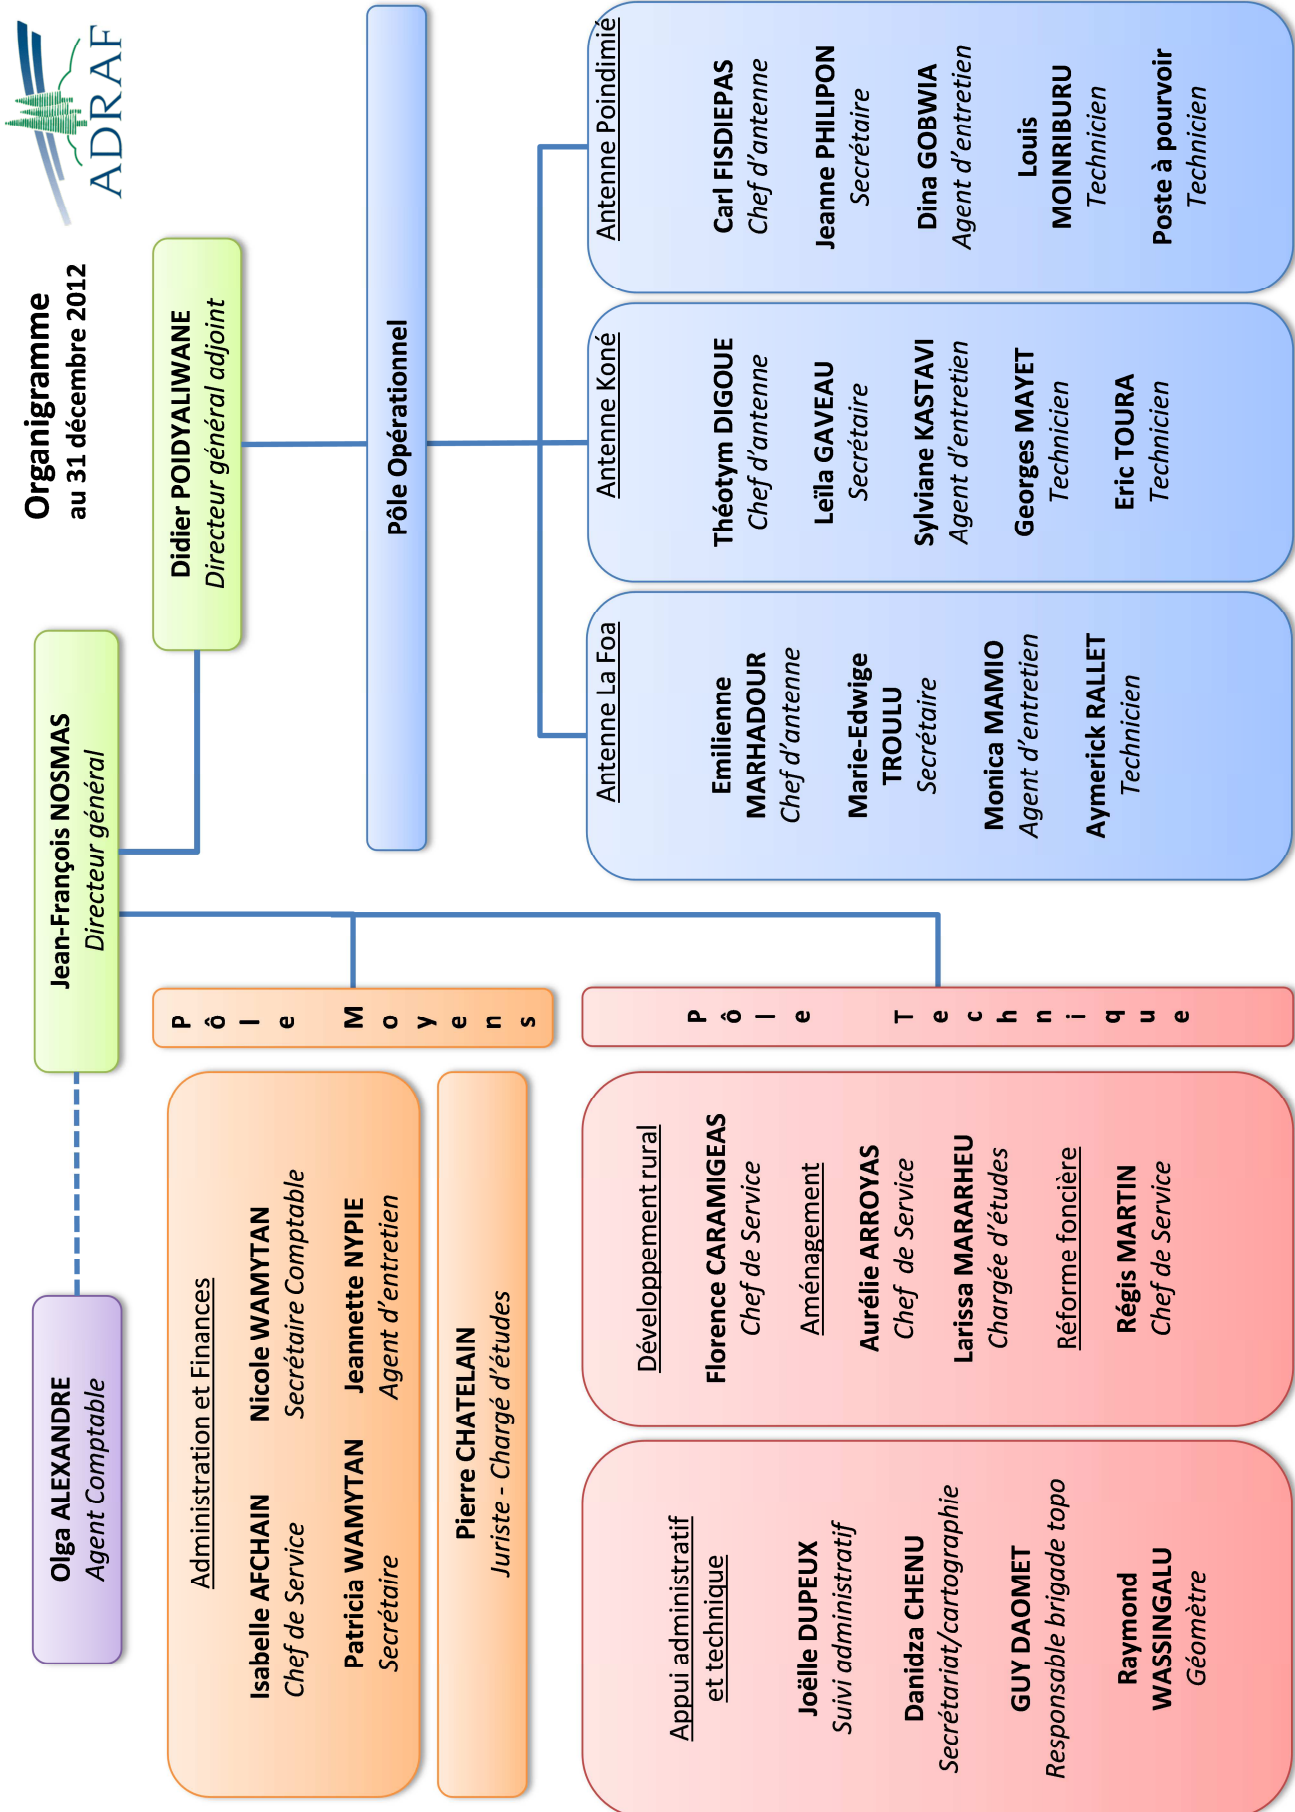 Organigramme
au 31 décembre 2012
ADRAF
Olga ALEXANDRE
Agent Comptable
Jean-François NOSMAS
Directeur général
Didier POIDYALIWANE
Directeur général adjoint
Administration et Finances
Isabelle AFCHAIN
Chef de Service
Nicole WAMYTAN
Secrétaire Comptable
Patricia WAMYTAN
Secrétaire
Jeannette NYPIE
Agent d'entretien
Pierre CHATELAIN
Juriste - Chargé d'études
Pôle Moyens
Pôle Opérationnel
Appui administratif
et technique
Joëlle DUPEUX
Suivi administratif
Danidza CHENU
Secrétariat/cartographie
GUY DAOMET
Responsable brigade topo
Raymond
WASSINGALU
Géomètre
Développement rural
Florence CARAMIGEAS
Chef de Service
Aménagement
Aurélie ARROYAS
Chef de Service
Larissa MARARHEU
Chargée d'études
Réforme foncière
Régis MARTIN
Chef de Service
Pôle Technique
Antenne La Foa
Emilienne
MARHADOUR
Chef d'antenne
Marie-Edwige
TROULU
Secrétaire
Monica MAMIO
Agent d'entretien
Aymerick RALLET
Technicien
Antenne Koné
Théotym DIGOUE
Chef d'antenne
Leïla GAVEAU
Secrétaire
Sylviane KASTAVI
Agent d'entretien
Georges MAYET
Technicien
Eric TOURA
Technicien
Antenne Poindimié
Carl FISDIEPAS
Chef d'antenne
Jeanne PHILIPON
Secrétaire
Dina GOBWIA
Agent d'entretien
Louis
MOINRIBURU
Technicien
Poste à pourvoir
Technicien